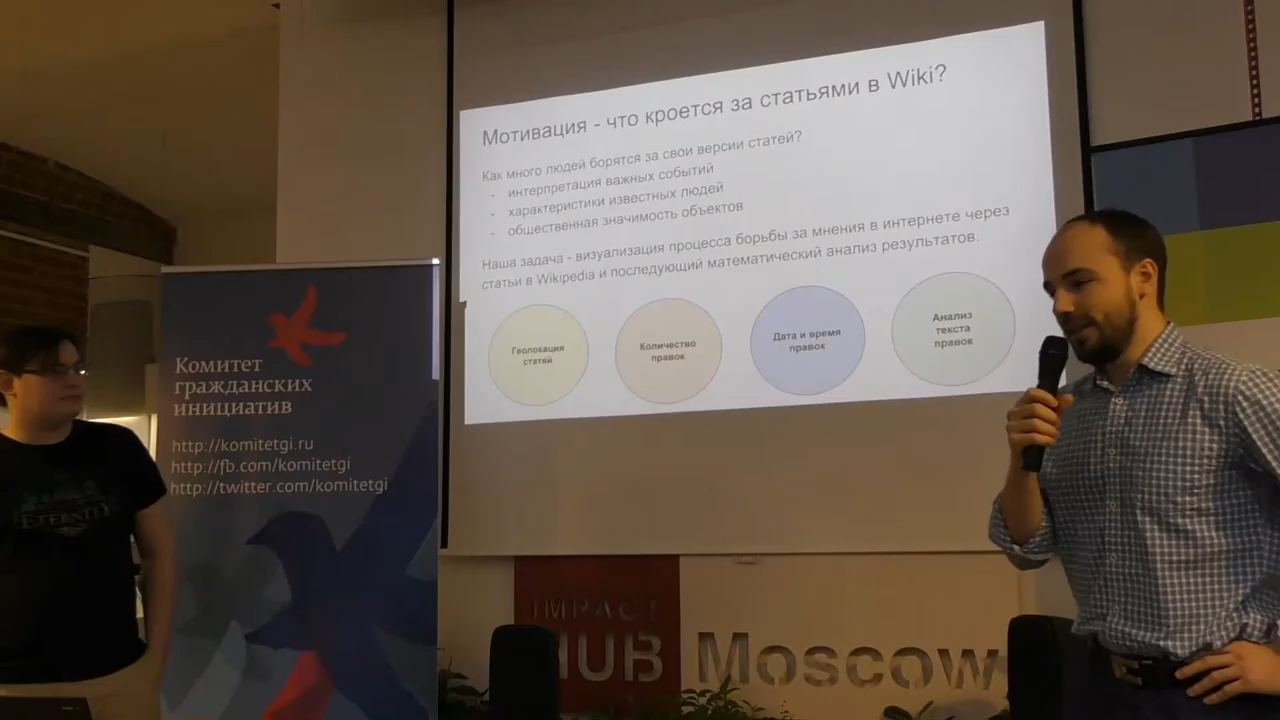 Мотивация - что кроется за статьями в Wiki?
Как много людей борятся за свои версии статей?
- интерпретация важных событий
- характеристики известных людей
- общественная значимость объектов
Наша задача - визуализация процесса борьбы за мнения в интернете через
статьи в Wikipedia и последующий математический анализ результатов.
Геолокация
статей
Количество
правок
Дата и время
правок
Анализ
текста
правок
Комитет
гражданских
инициатив
http://komitetgi.ru
http://fb.com/komitetgi
http://twitter.com/komitetgi
ETERNITY
IMPACT
HUB Moscow